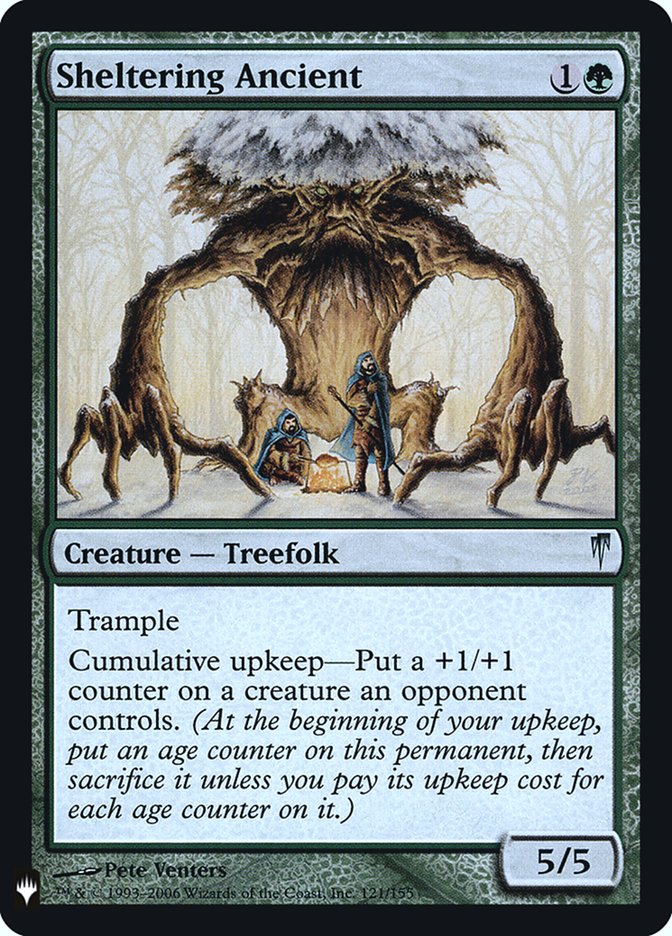 Sheltering Ancient 1
Creature — Treefolk
Trample
Cumulative upkeep—Put a +1/+1
counter on a creature an opponent
controls. (At the beginning of your upkeep,
put an age counter on this permanent, then
sacrifice it unless you pay its upkeep cost for
each age counter on it.)
5/5
Pete Venters
™ & © 1993–2006 Wizards of the Coast, Inc. 121/155